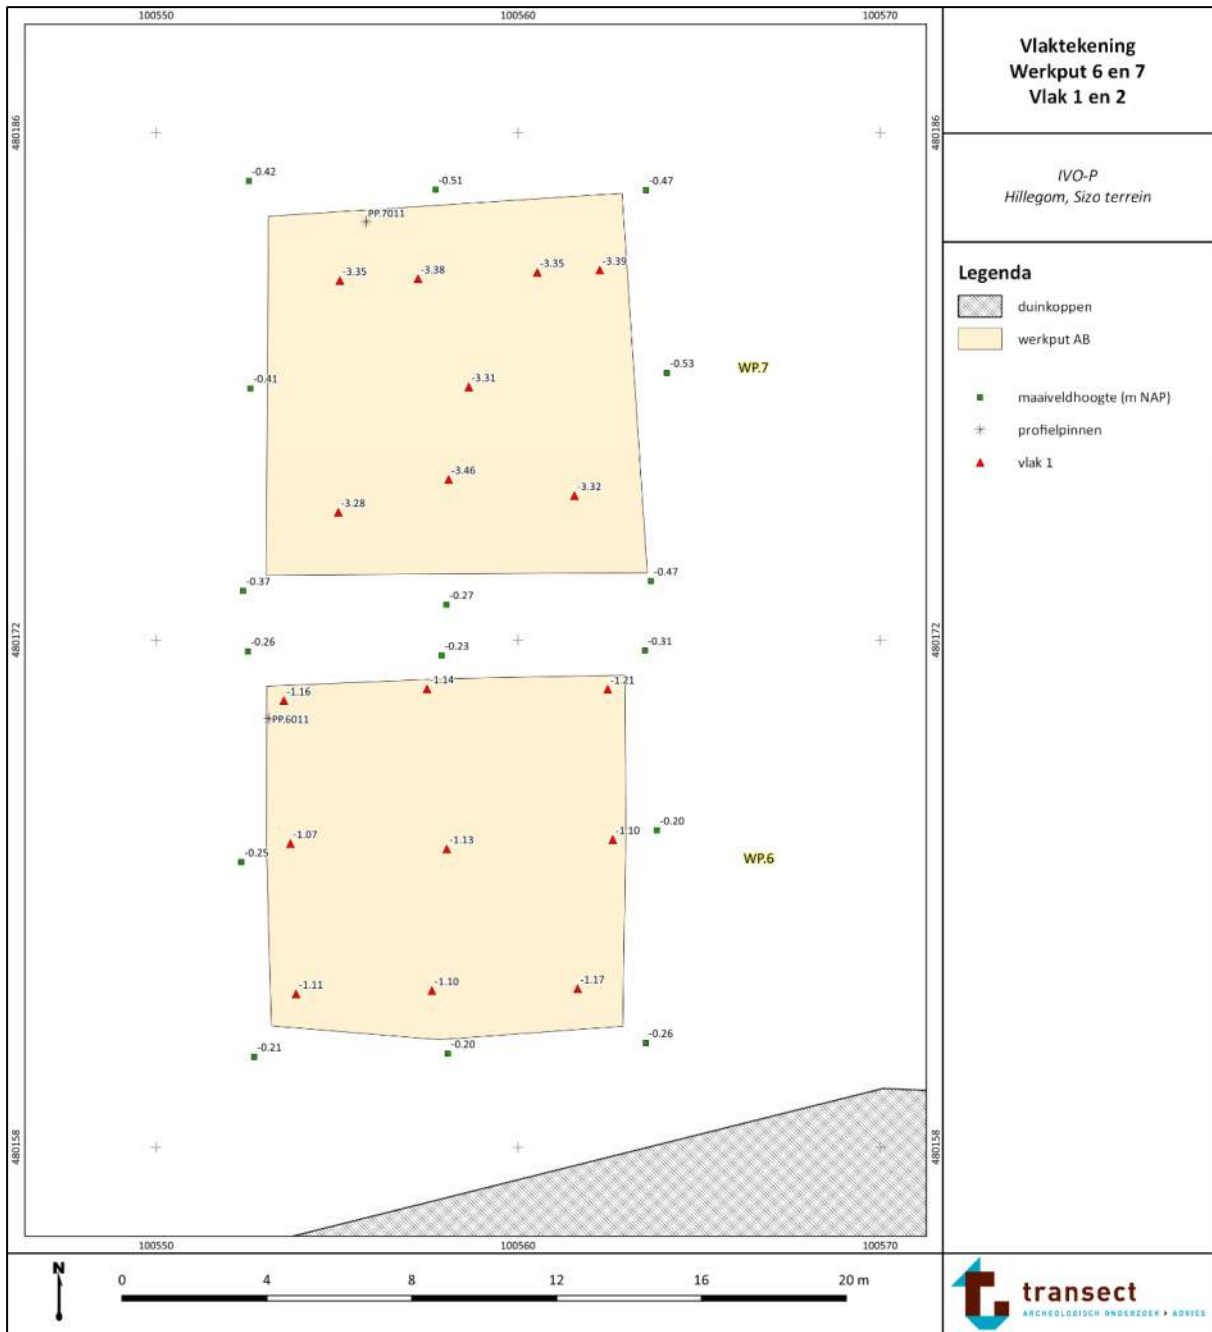 100550 100560 100570
Vlaktekening
Werkput 6 en 7
Vlak 1 en 2
480186 480186
IVO-P
Hillegom, Sizo terrein
-0.42 -0.51 -0.47
PP.7011
-3.35 -3.38 -3.35 -3.39
Legenda
duinkoppen
werkput AB
-0.41 -3.31 -0.53 WP.7
maaiveldhoogte (m NAP)
profielpinnen
vlak 1
-3.28 -3.46 -3.32
-0.37 -0.27 -0.47
480172 480172
-0.26 -0.23 -0.31
-1.16 -1.14 -1.21
PP.6011
-1.07 -1.13 -1.10 -0.20
-0.25 WP.6
-1.11 -1.10 -1.17
-0.21 -0.20 -0.26
480158 480158
100550 100560 100570
N
0 4 8 12 16 20 m
transect
ARCHEOLOGISCH ONDERZOEK ▸ ADVIES